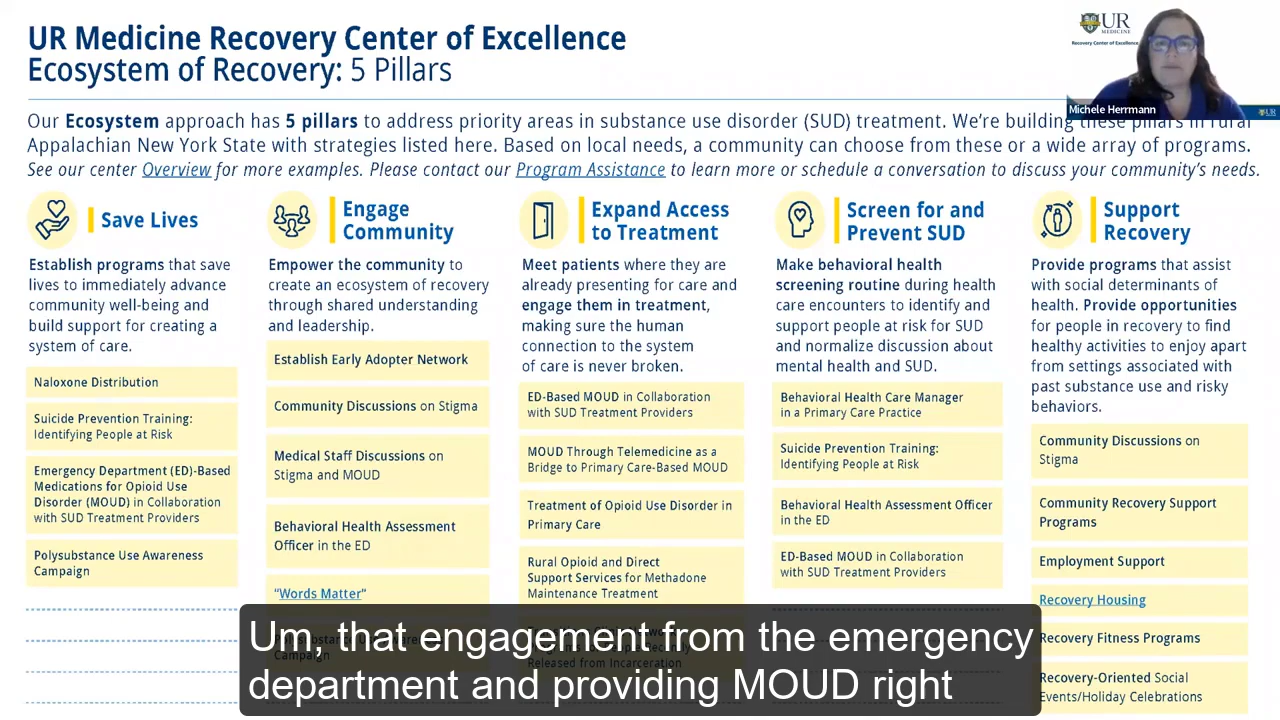 UR Medicine Recovery Center of Excellence
Ecosystem of Recovery: 5 Pillars
UR
MEDICINE
Recovery Center of Excellence
Michele Herrmann
UR
Our Ecosystem approach has 5 pillars to address priority areas in substance use disorder (SUD) treatment. We're building these pillars in rural
Appalachian New York State with strategies listed here. Based on local needs, a community can choose from these or a wide array of programs.
See our center Overview for more examples. Please contact our Program Assistance to learn more or schedule a conversation to discuss your community's needs.
Save Lives
Establish programs that save
lives to immediately advance
community well-being and
build support for creating a
system of care.
Naloxone Distribution
Suicide Prevention Training:
Identifying People at Risk
Emergency Department (ED)-Based
Medications for Opioid Use
Disorder (MOUD) in Collaboration
with SUD Treatment Providers
Polysubstance Use Awareness
Campaign
Engage
Community
Empower the community to
create an ecosystem of recovery
through shared understanding
and leadership.
Establish Early Adopter Network
Community Discussions on Stigma
Medical Staff Discussions on
Stigma and MOUD
Behavioral Health Assessment
Officer in the ED
"Words Matter"
Campaign
Expand Access
to Treatment
Meet patients where they are
already presenting for care and
engage them in treatment,
making sure the human
connection to the system
of care is never broken.
ED-Based MOUD in Collaboration
with SUD Treatment Providers
MOUD Through Telemedicine as a
Bridge to Primary Care-Based MOUD
Treatment of Opioid Use Disorder in
Primary Care
Rural Opioid and Direct
Support Services for Methadone
Maintenance Treatment
Released from Incarceration
Screen for and
Prevent SUD
Make behavioral health
screening routine during health
care encounters to identify and
support people at risk for SUD
and normalize discussion about
mental health and SUD.
Behavioral Health Care Manager
in a Primary Care Practice
Suicide Prevention Training:
Identifying People at Risk
Behavioral Health Assessment Officer
in the ED
ED-Based MOUD in Collaboration
with SUD Treatment Providers
Support
Recovery
Provide programs that assist
with social determinants of
health. Provide opportunities
for people in recovery to find
healthy activities to enjoy apart
from settings associated with
past substance use and risky
behaviors.
Community Discussions on
Stigma
Community Recovery Support
Programs
Employment Support
Recovery Housing
Recovery Fitness Programs
Recovery-Oriented Social
Events/Holiday Celebrations
Um, that engagement from the emergency
department and providing MOUD right